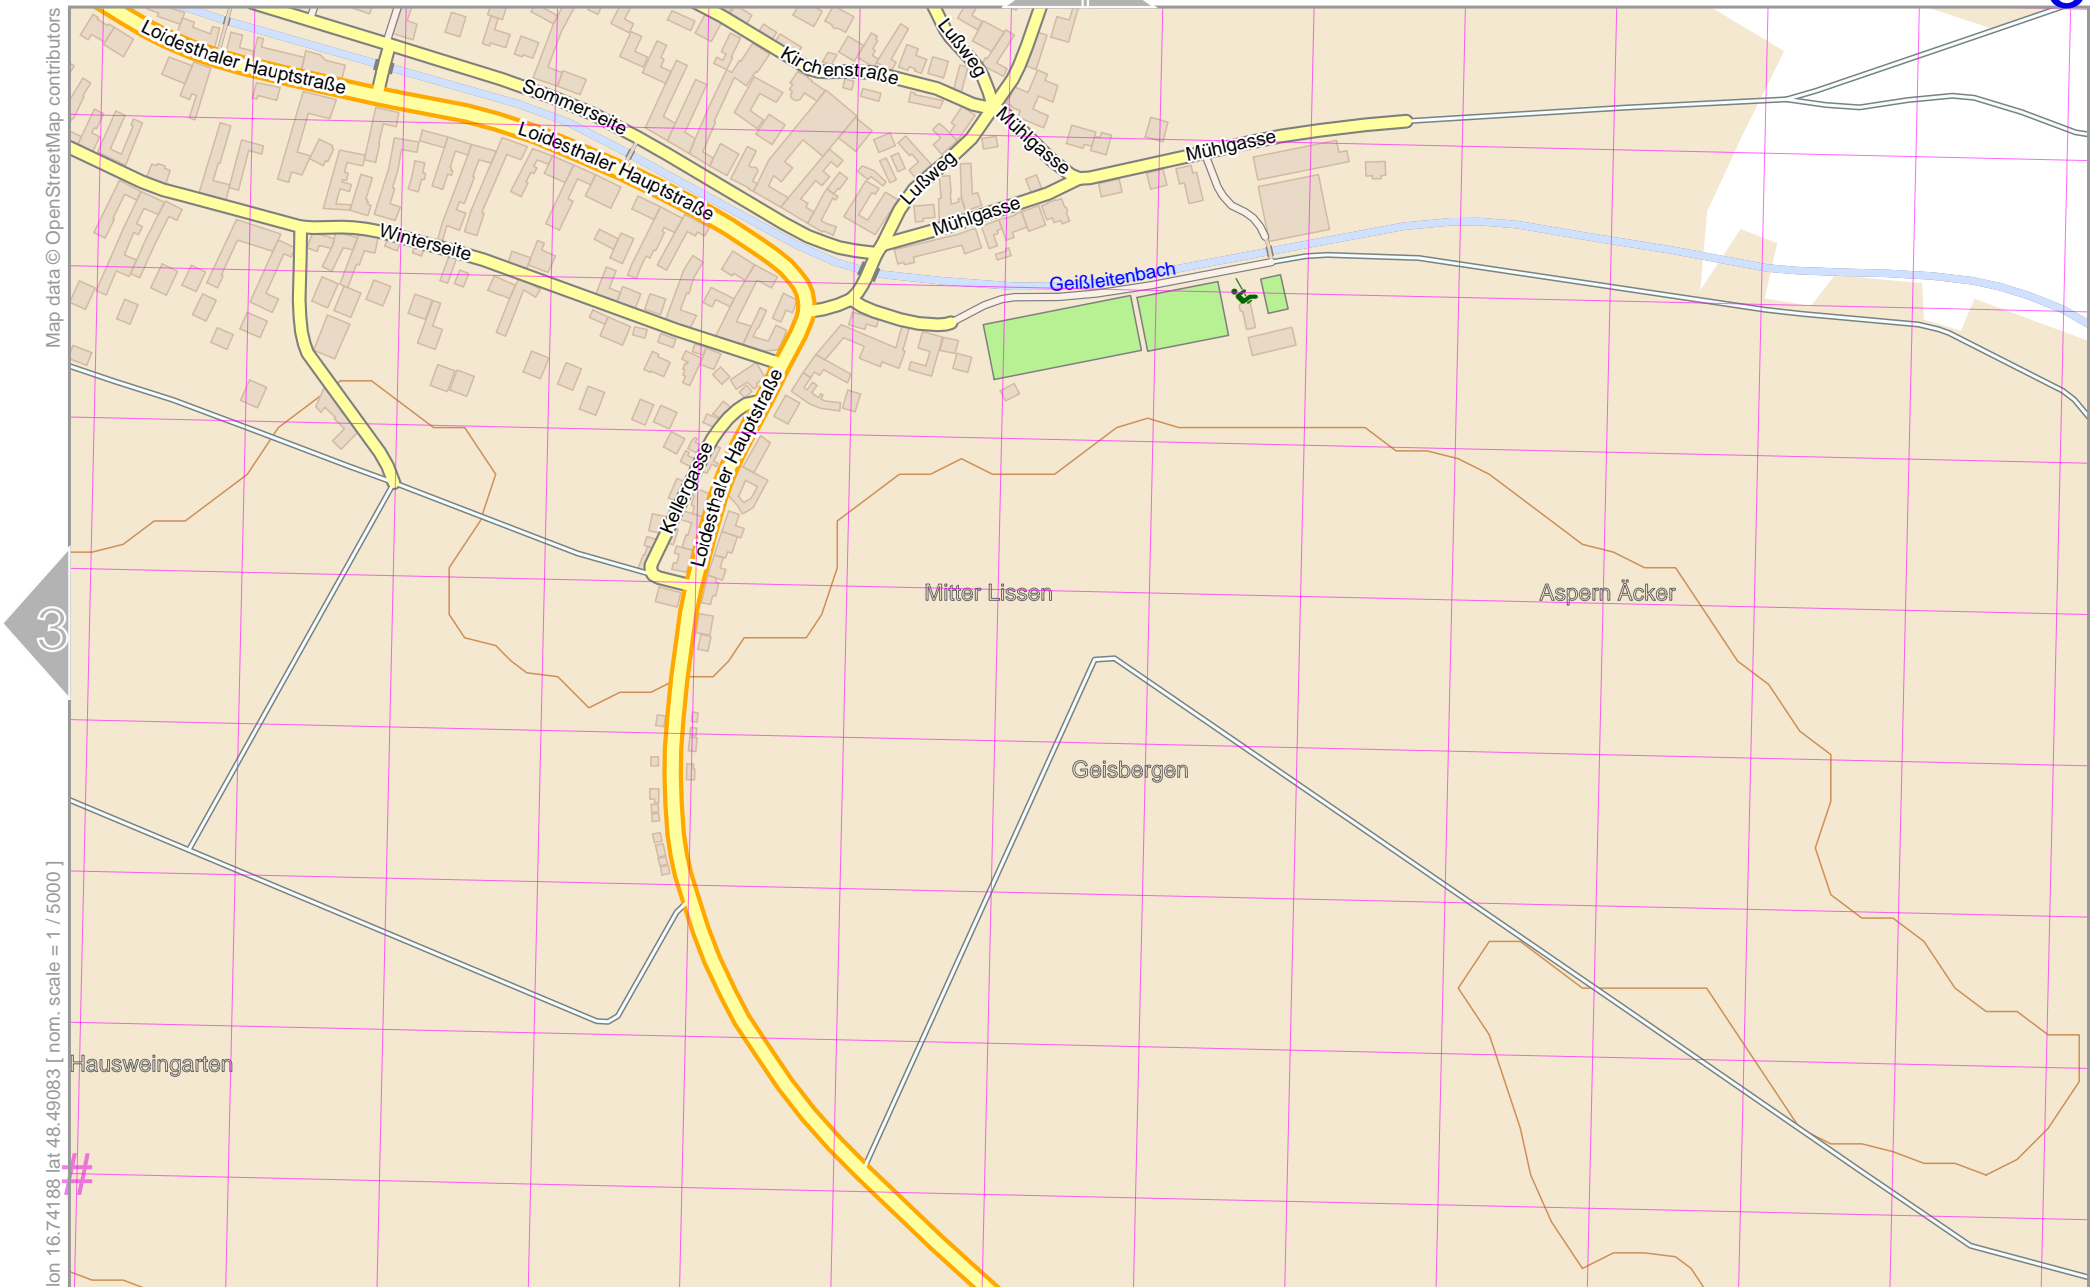 Map data © OpenStreetMap contributors
Loidesthaler Hauptstraße
Sommerseite
Kirchenstraße
Lußweg
Mühlgasse
Mühlgasse
Loidesthaler Hauptstraße
Lußweg
Mühlgasse
Winterseite
Geißleitenbach
Loidesthaler Hauptstraße
Kellergasse
Mitter Lissen
Aspern Äcker
3
Geisbergen
Hausweingarten
lon 16.74188 lat 48.49083 [ nom. scale = 1 / 5000 ]
#